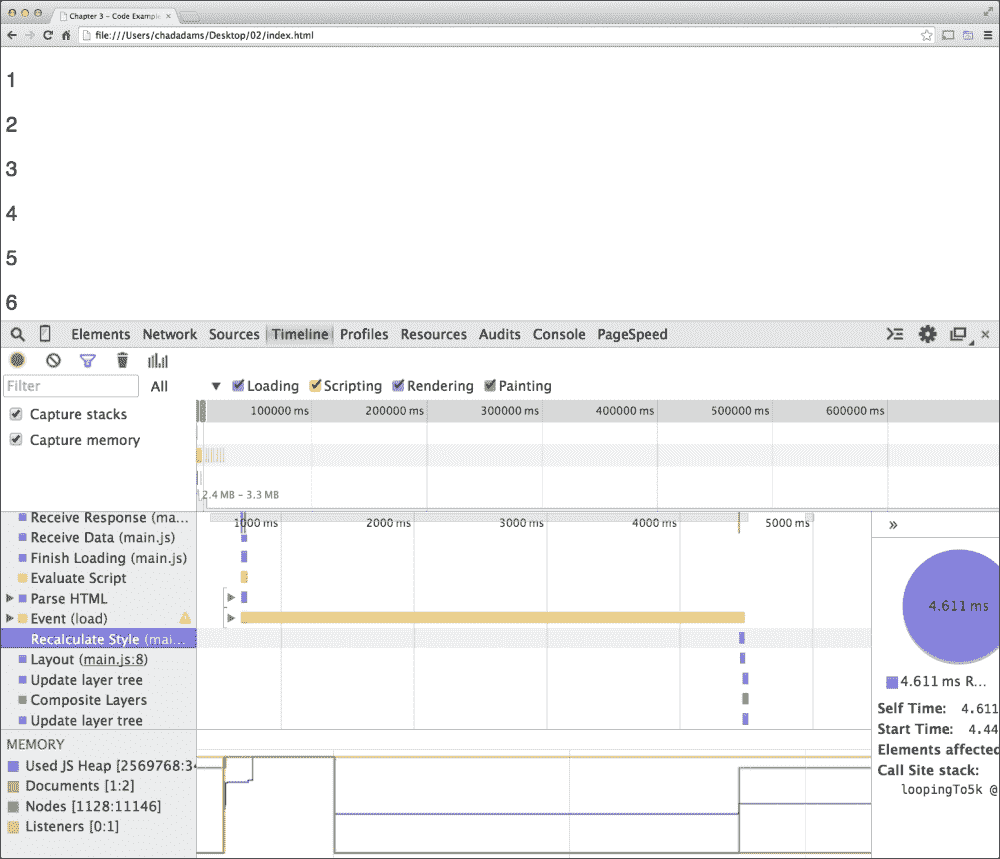 Chapter 3 - Code Example
file:///Users/chadadams/Desktop/02/index.html
1
2
3
4
5
6
Elements Network Sources Timeline Profiles Resources Audits Console PageSpeed
Filter All Loading Scripting Rendering Painting
Capture stacks
Capture memory
100000 ms 200000 ms 300000 ms 400000 ms 500000 ms 600000 ms
2.4 MB – 3.3 MB
1000 ms 2000 ms 3000 ms 4000 ms 5000 ms
Receive Response (ma...
Receive Data (main.js)
Finish Loading (main.js)
Evaluate Script
Parse HTML
Event (load)
Recalculate Style (mai...
Layout (main.js:8)
Update layer tree
Composite Layers
Update layer tree
4.611 ms
4.611 ms R...
Self Time: 4.611
Start Time: 4.44
Elements affected
Call Site stack:
loopingTo5k @
MEMORY
Used JS Heap [2569768:34
Documents [1:2]
Nodes [1128:11146]
Listeners [0:1]